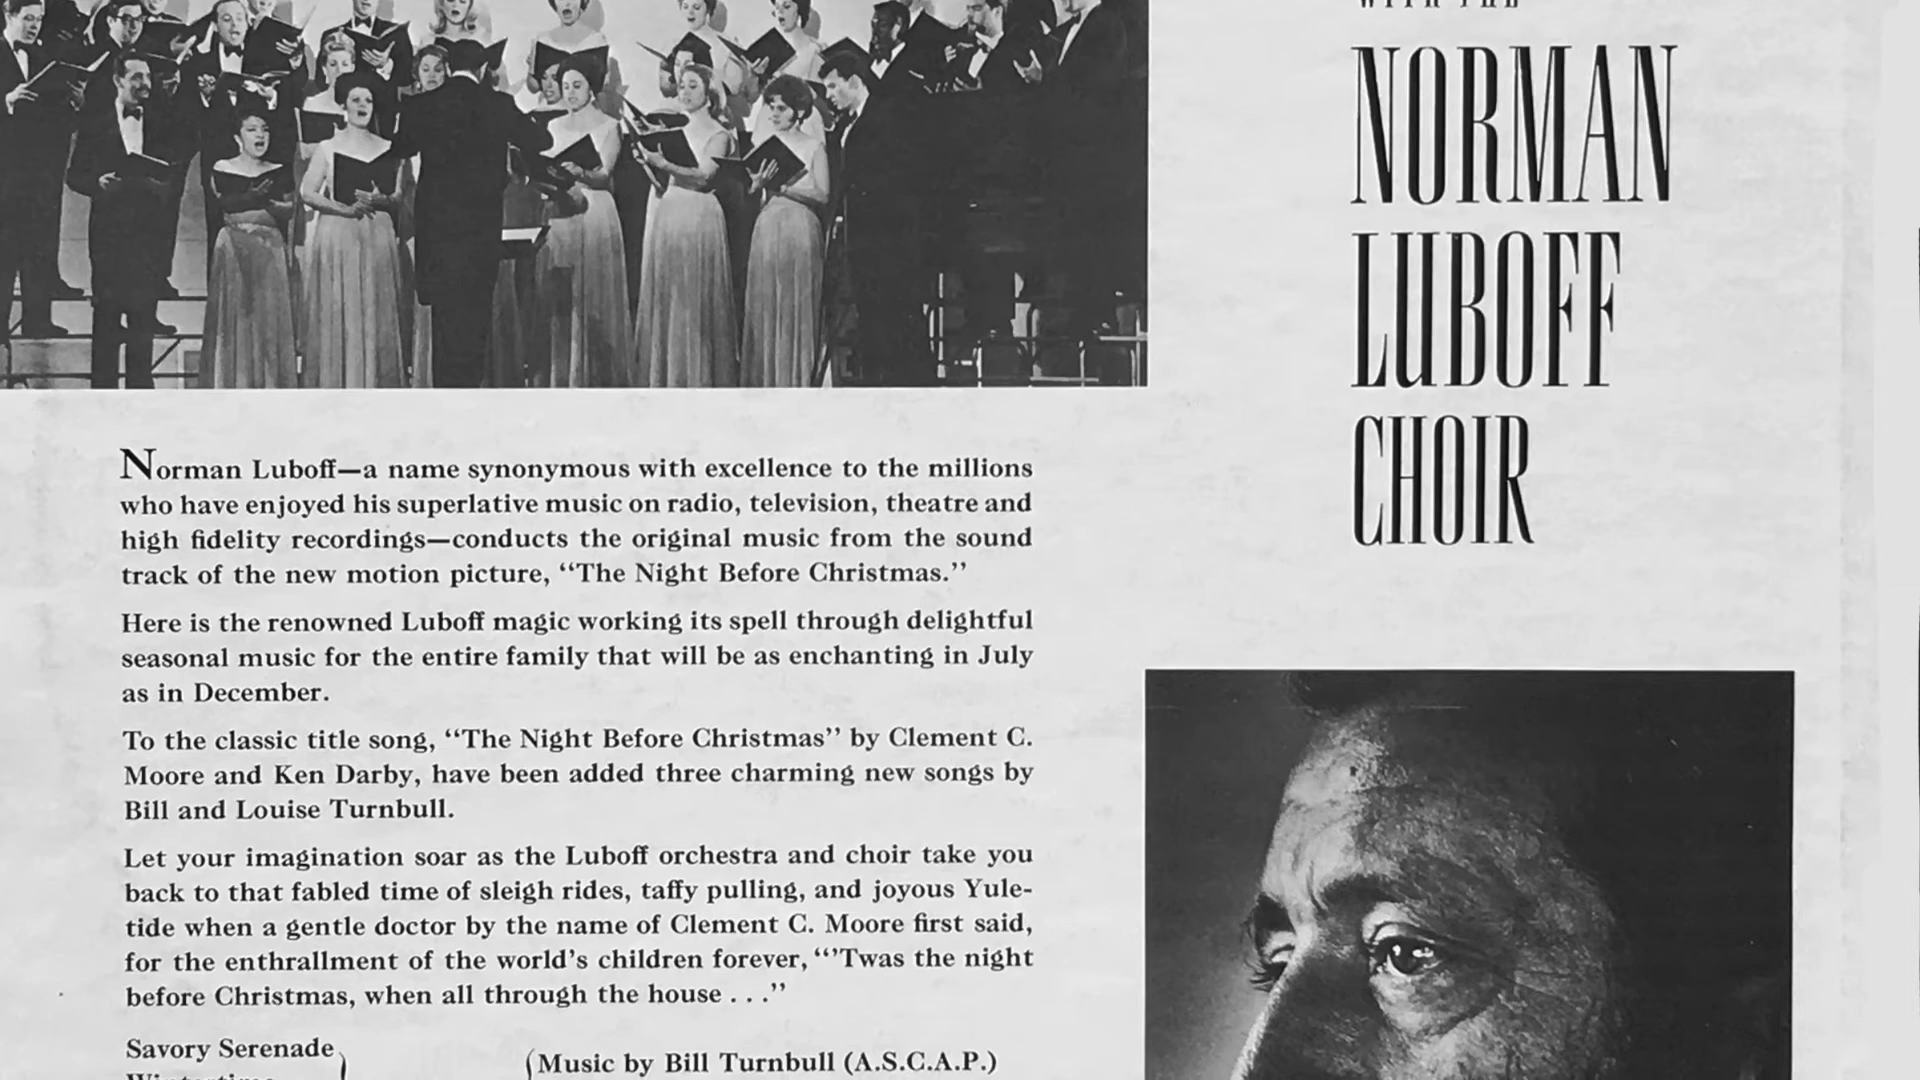 WITH THE
NORMAN
LUBOFF
CHOIR
Norman Luboff—a name synonymous with excellence to the millions
who have enjoyed his superlative music on radio, television, theatre and
high fidelity recordings—conducts the original music from the sound
track of the new motion picture, “The Night Before Christmas.”
Here is the renowned Luboff magic working its spell through delightful
seasonal music for the entire family that will be as enchanting in July
as in December.
To the classic title song, “The Night Before Christmas” by Clement C.
Moore and Ken Darby, have been added three charming new songs by
Bill and Louise Turnbull.
Let your imagination soar as the Luboff orchestra and choir take you
back to that fabled time of sleigh rides, taffy pulling, and joyous Yule-
tide when a gentle doctor by the name of Clement C. Moore first said,
for the enthrallment of the world’s children forever, “’Twas the night
before Christmas, when all through the house . . .”
Savory Serenade
Music by Bill Turnbull (A.S.C.A.P.)